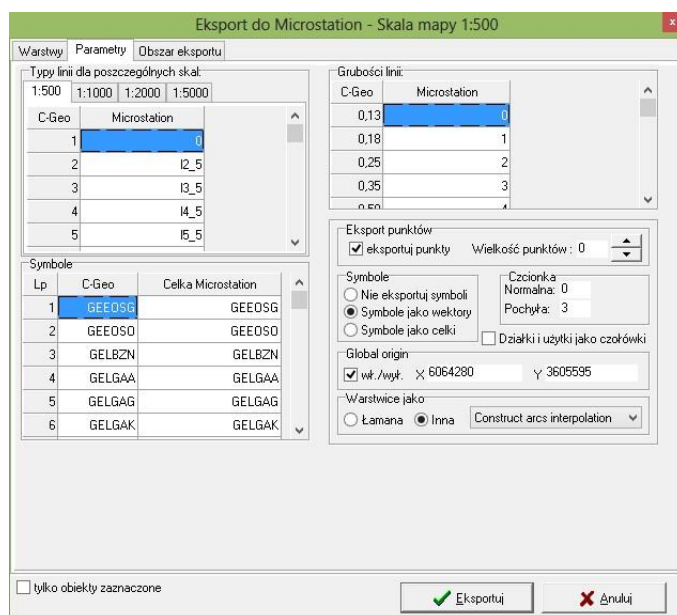 Eksport do Microstation - Skala mapy 1:500
x
Warstwy Parametry Obszar eksportu
Typy linii dla poszczególnych skal:
1:500 1:1000 1:2000 1:5000
C-Geo Microstation
1 0
2 l2_5
3 l3_5
4 l4_5
5 l5_5
Symbole
Lp C-Geo Celka Microstation
1 GEEOSG GEEOSG
2 GEEOSO GEEOSO
3 GELBZN GELBZN
4 GELGAA GELGAA
5 GELGAG GELGAG
6 GELGAK GELGAK
Grubości linii:
C-Geo Microstation
0,13 0
0,18 1
0,25 2
0,35 3
0,50 4
Eksport punktów
eksportuj punkty Wielkość punktów : 0
Symbole
Nie eksportuj symboli
Symbole jako wektory
Symbole jako celki
Czcionka
Normalna: 0
Pochyła: 3
Działki i użytki jako czołówki
Global origin
wł./wył. X 6064280 Y 3605595
Warstwice jako
Łamana Inna Construct arcs interpolation
tylko obiekty zaznaczone
Eksportuj
Anuluj